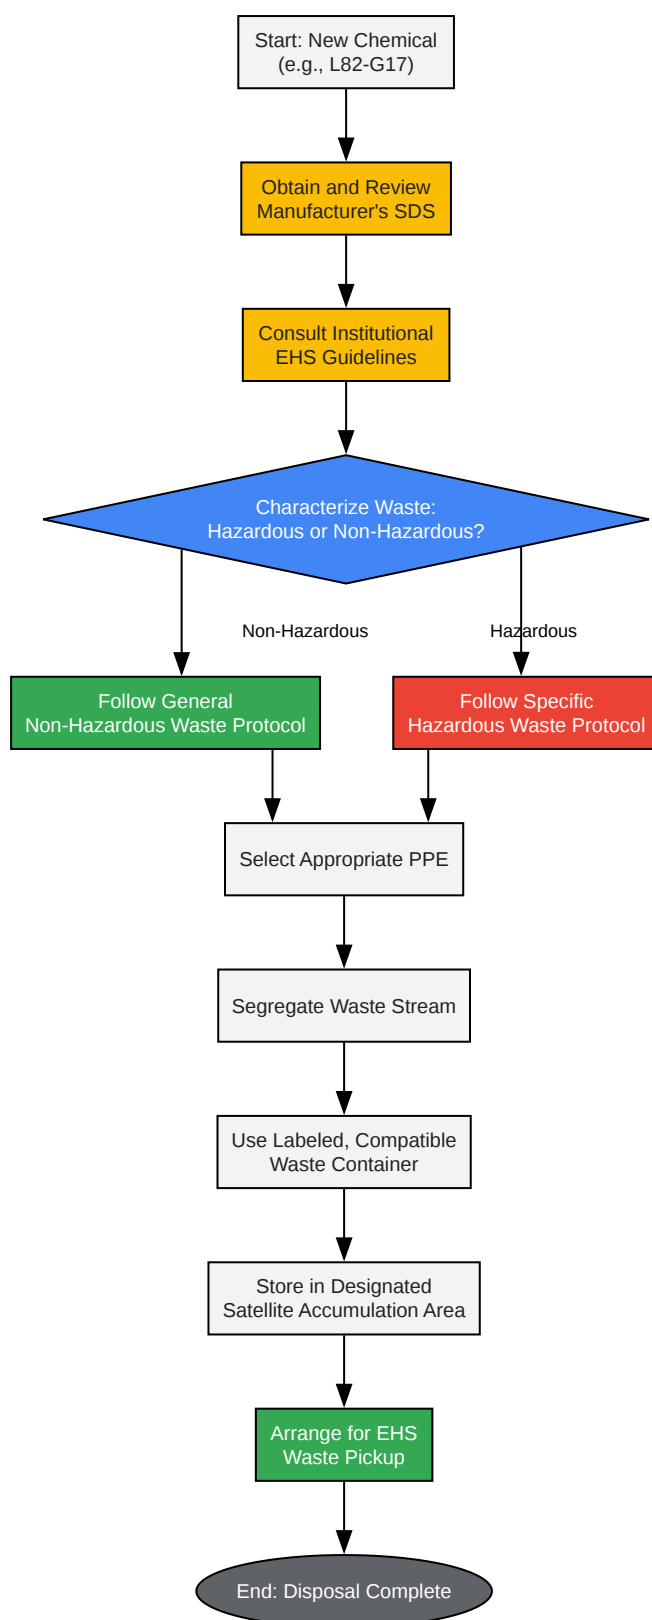 Start: New Chemical
(e.g., L82-G17)
Obtain and Review
Manufacturer's SDS
Consult Institutional
EHS Guidelines
Characterize Waste:
Hazardous or Non-Hazardous?
Non-Hazardous
Hazardous
Follow General
Non-Hazardous Waste Protocol
Follow Specific
Hazardous Waste Protocol
Select Appropriate PPE
Segregate Waste Stream
Use Labeled, Compatible
Waste Container
Store in Designated
Satellite Accumulation Area
Arrange for EHS
Waste Pickup
End: Disposal Complete